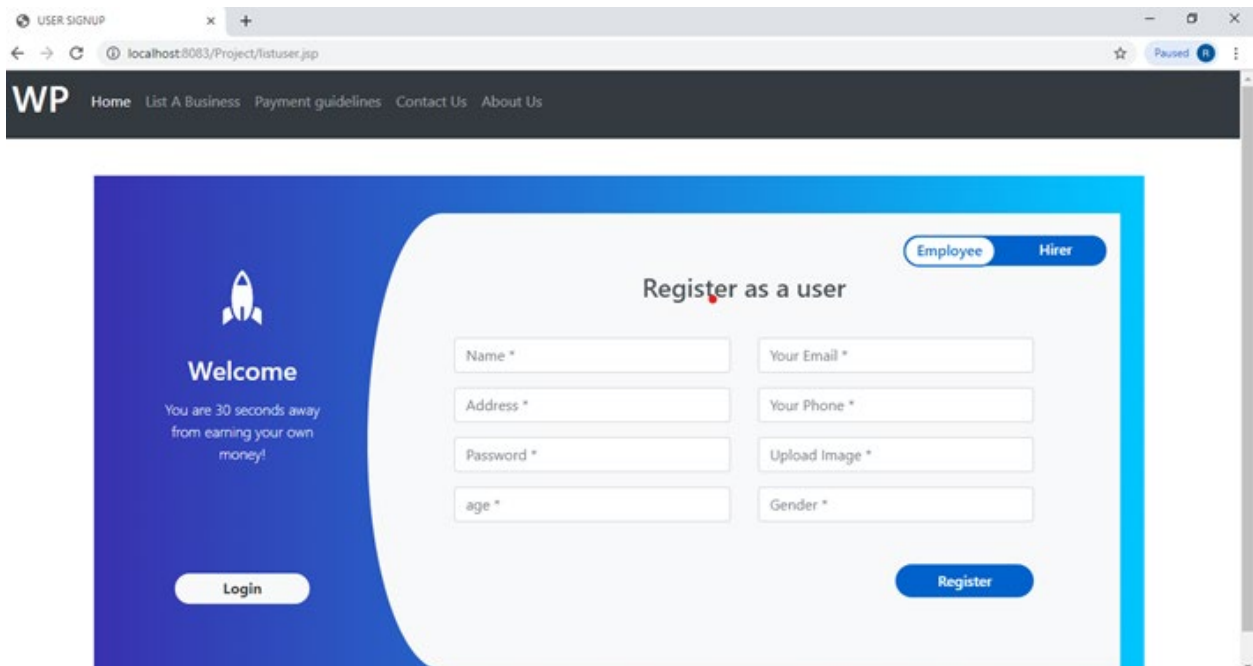 USER SIGNUP
localhost:8083/Project/listuser.jsp
Paused R
WP Home List A Business Payment guidelines Contact Us About Us
Employee Hirer
Register as a user
Welcome
You are 30 seconds away
from earning your own
money!
Name * Your Email *
Address * Your Phone *
Password * Upload Image *
age * Gender *
Login
Register